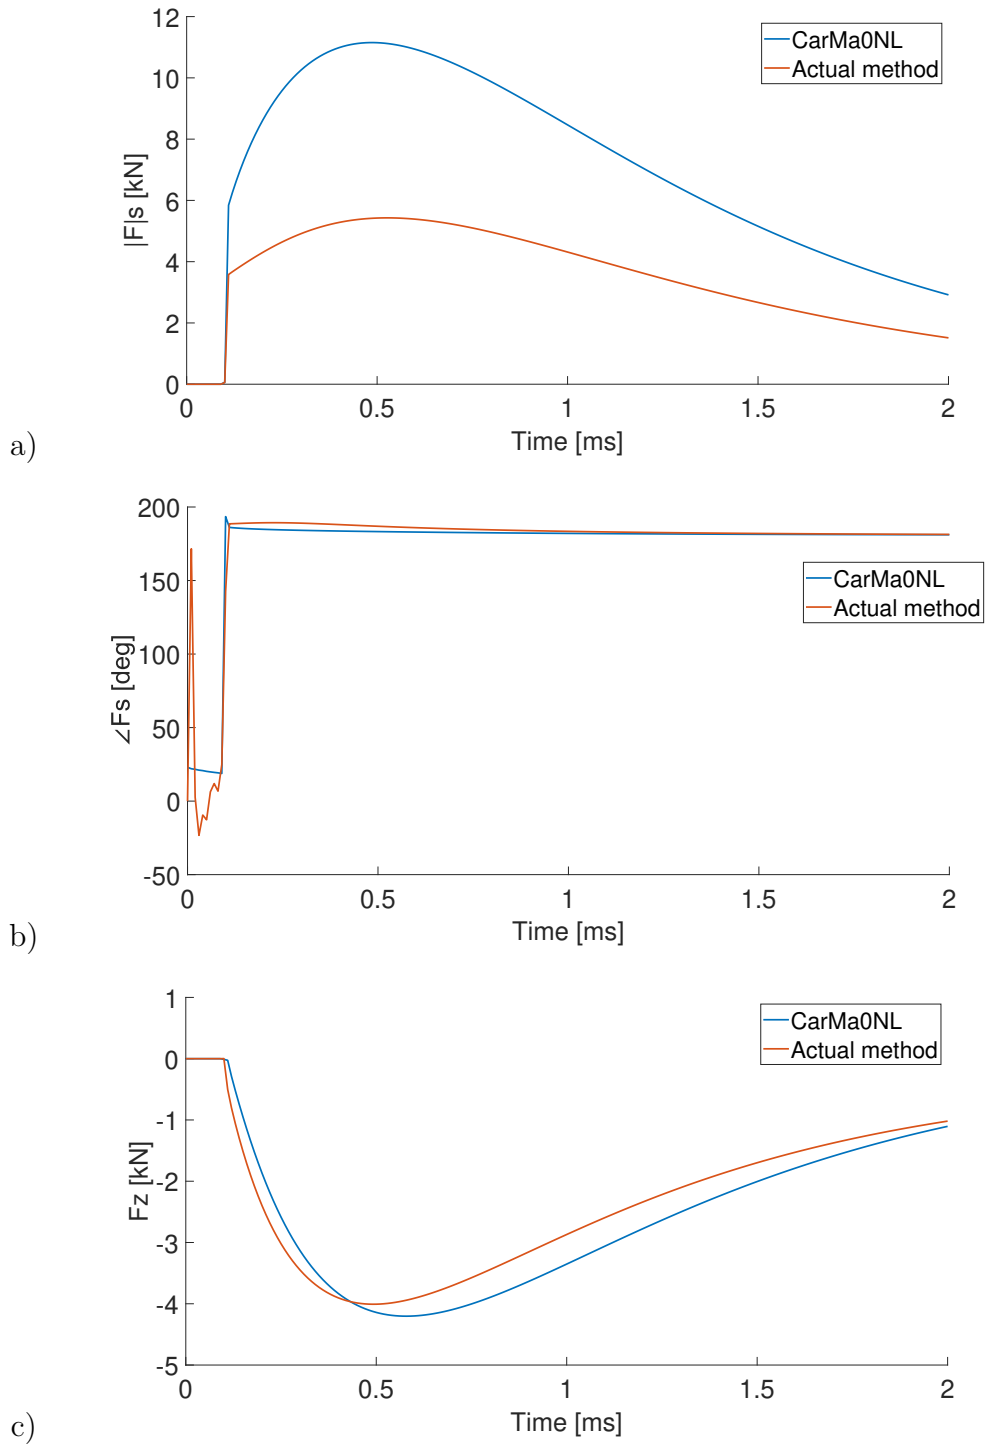 12
10
8
6
4
2
0
|F|s [kN]
CarMa0NL
Actual method
0 0.5 1 1.5 2
Time [ms]
a)
200
150
100
50
0
-50
∠Fs [deg]
CarMa0NL
Actual method
0 0.5 1 1.5 2
Time [ms]
b)
1
0
-1
-2
-3
-4
-5
Fz [kN]
CarMa0NL
Actual method
0 0.5 1 1.5 2
Time [ms]
c)